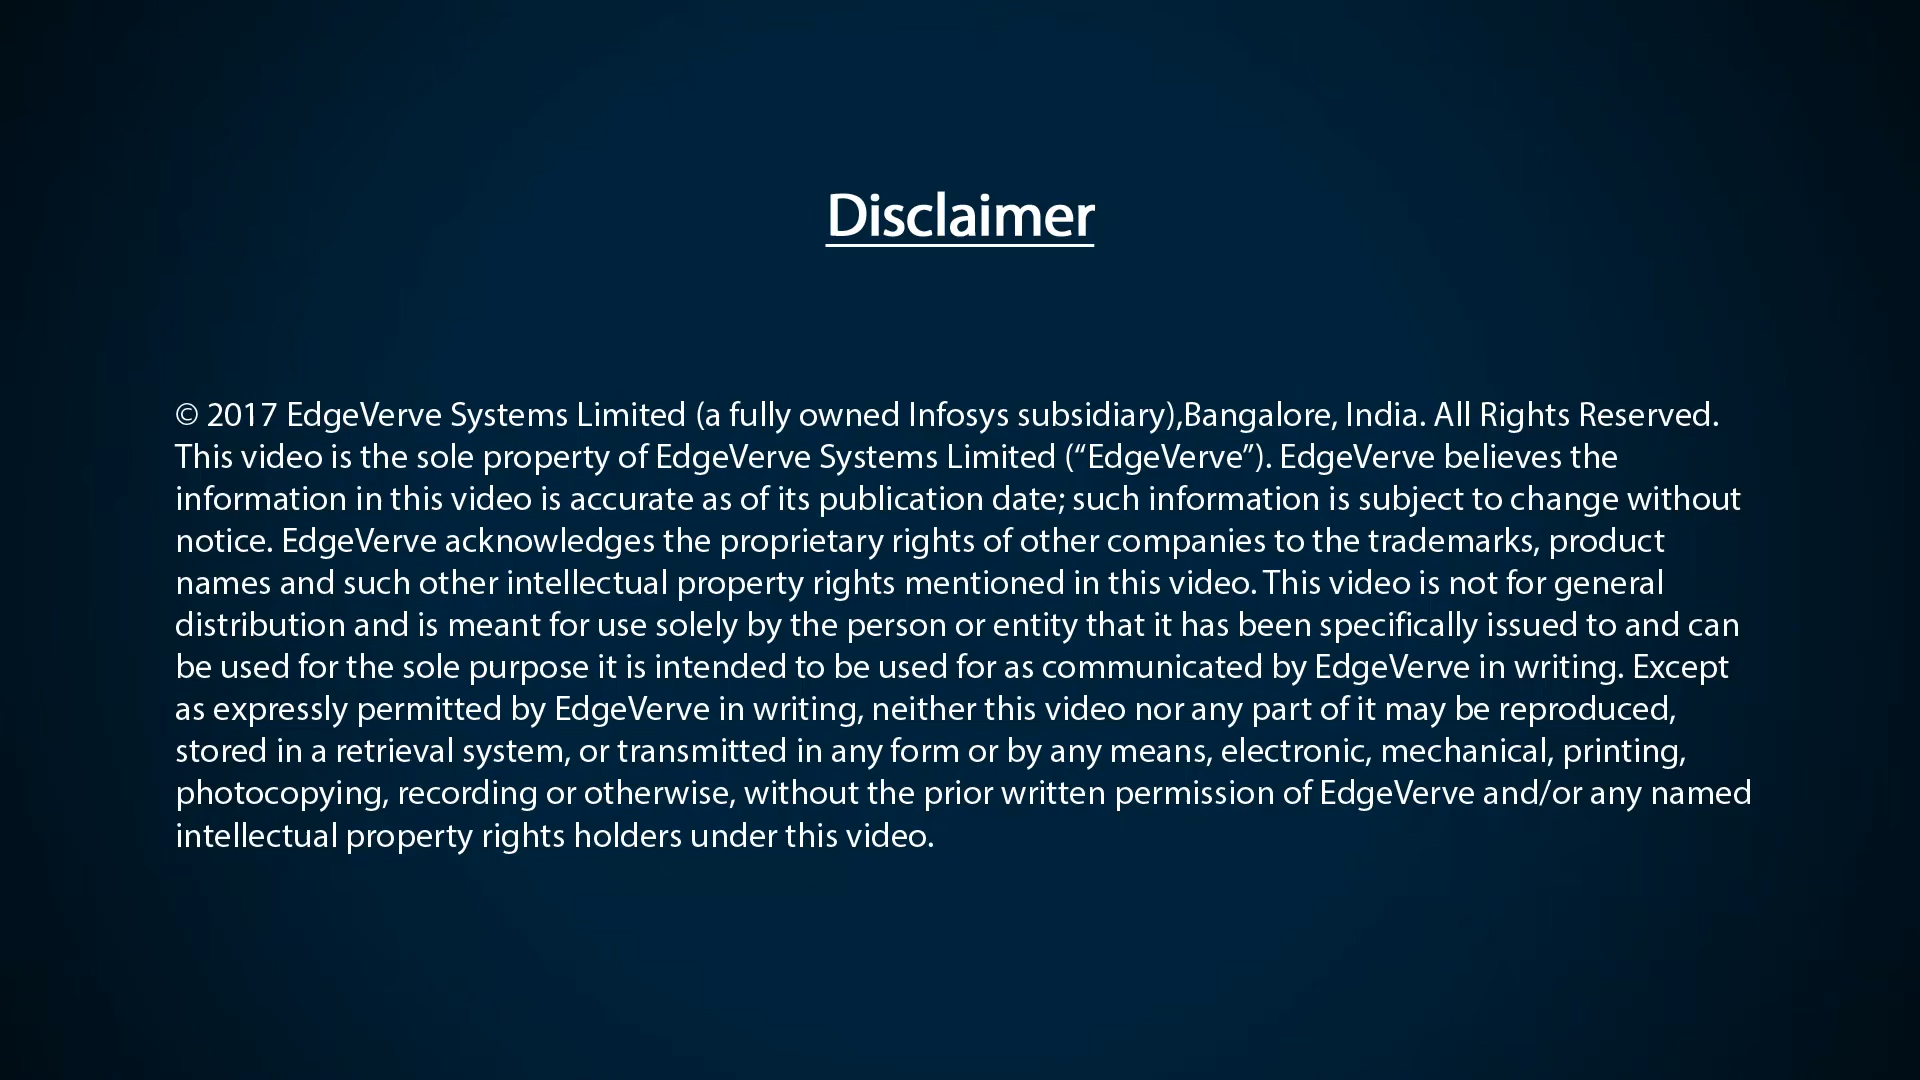 Disclaimer
© 2017 EdgeVerve Systems Limited (a fully owned Infosys subsidiary),Bangalore, India. All Rights Reserved.
This video is the sole property of EdgeVerve Systems Limited (“EdgeVerve”). EdgeVerve believes the
information in this video is accurate as of its publication date; such information is subject to change without
notice. EdgeVerve acknowledges the proprietary rights of other companies to the trademarks, product
names and such other intellectual property rights mentioned in this video. This video is not for general
distribution and is meant for use solely by the person or entity that it has been specifically issued to and can
be used for the sole purpose it is intended to be used for as communicated by EdgeVerve in writing. Except
as expressly permitted by EdgeVerve in writing, neither this video nor any part of it may be reproduced,
stored in a retrieval system, or transmitted in any form or by any means, electronic, mechanical, printing,
photocopying, recording or otherwise, without the prior written permission of EdgeVerve and/or any named
intellectual property rights holders under this video.